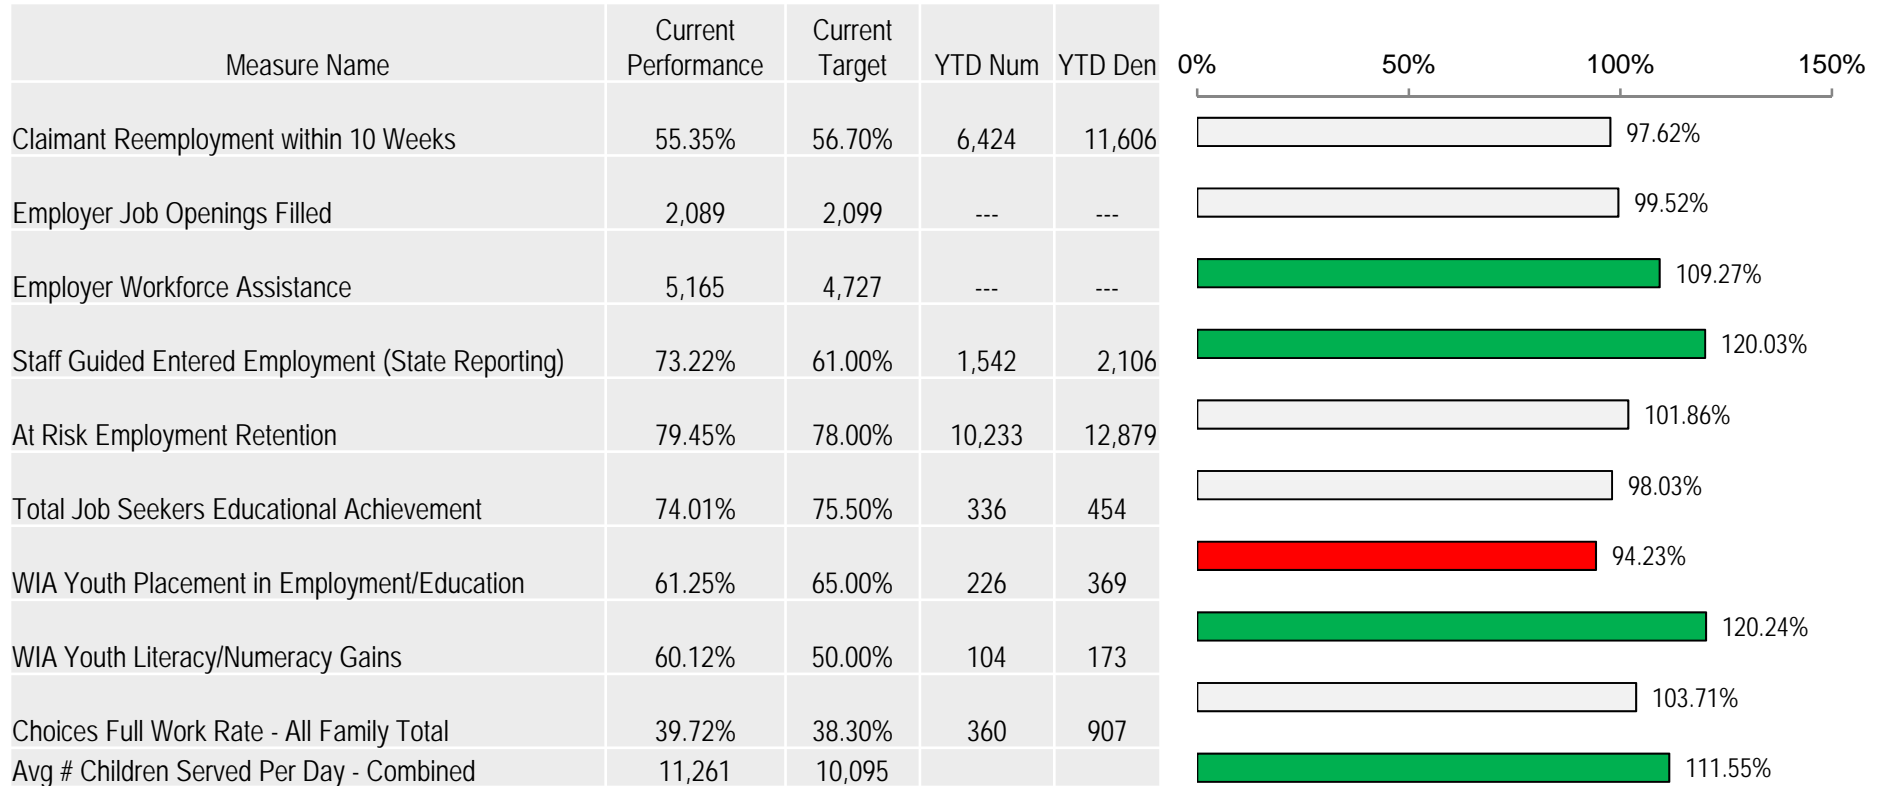 Current Current
Measure Name Performance Target YTD Num YTD Den 0% 50% 100% 150%
Claimant Reemployment within 10 Weeks 55.35% 56.70% 6,424 11,606 97.62%
Employer Job Openings Filled 2,089 2,099 --- --- 99.52%
Employer Workforce Assistance 5,165 4,727 --- --- 109.27%
Staff Guided Entered Employment (State Reporting) 73.22% 61.00% 1,542 2,106 120.03%
At Risk Employment Retention 79.45% 78.00% 10,233 12,879 101.86%
Total Job Seekers Educational Achievement 74.01% 75.50% 336 454 98.03%
WIA Youth Placement in Employment/Education 61.25% 65.00% 226 369 94.23%
WIA Youth Literacy/Numeracy Gains 60.12% 50.00% 104 173 120.24%
Choices Full Work Rate - All Family Total 39.72% 38.30% 360 907 103.71%
Avg # Children Served Per Day - Combined 11,261 10,095 111.55%